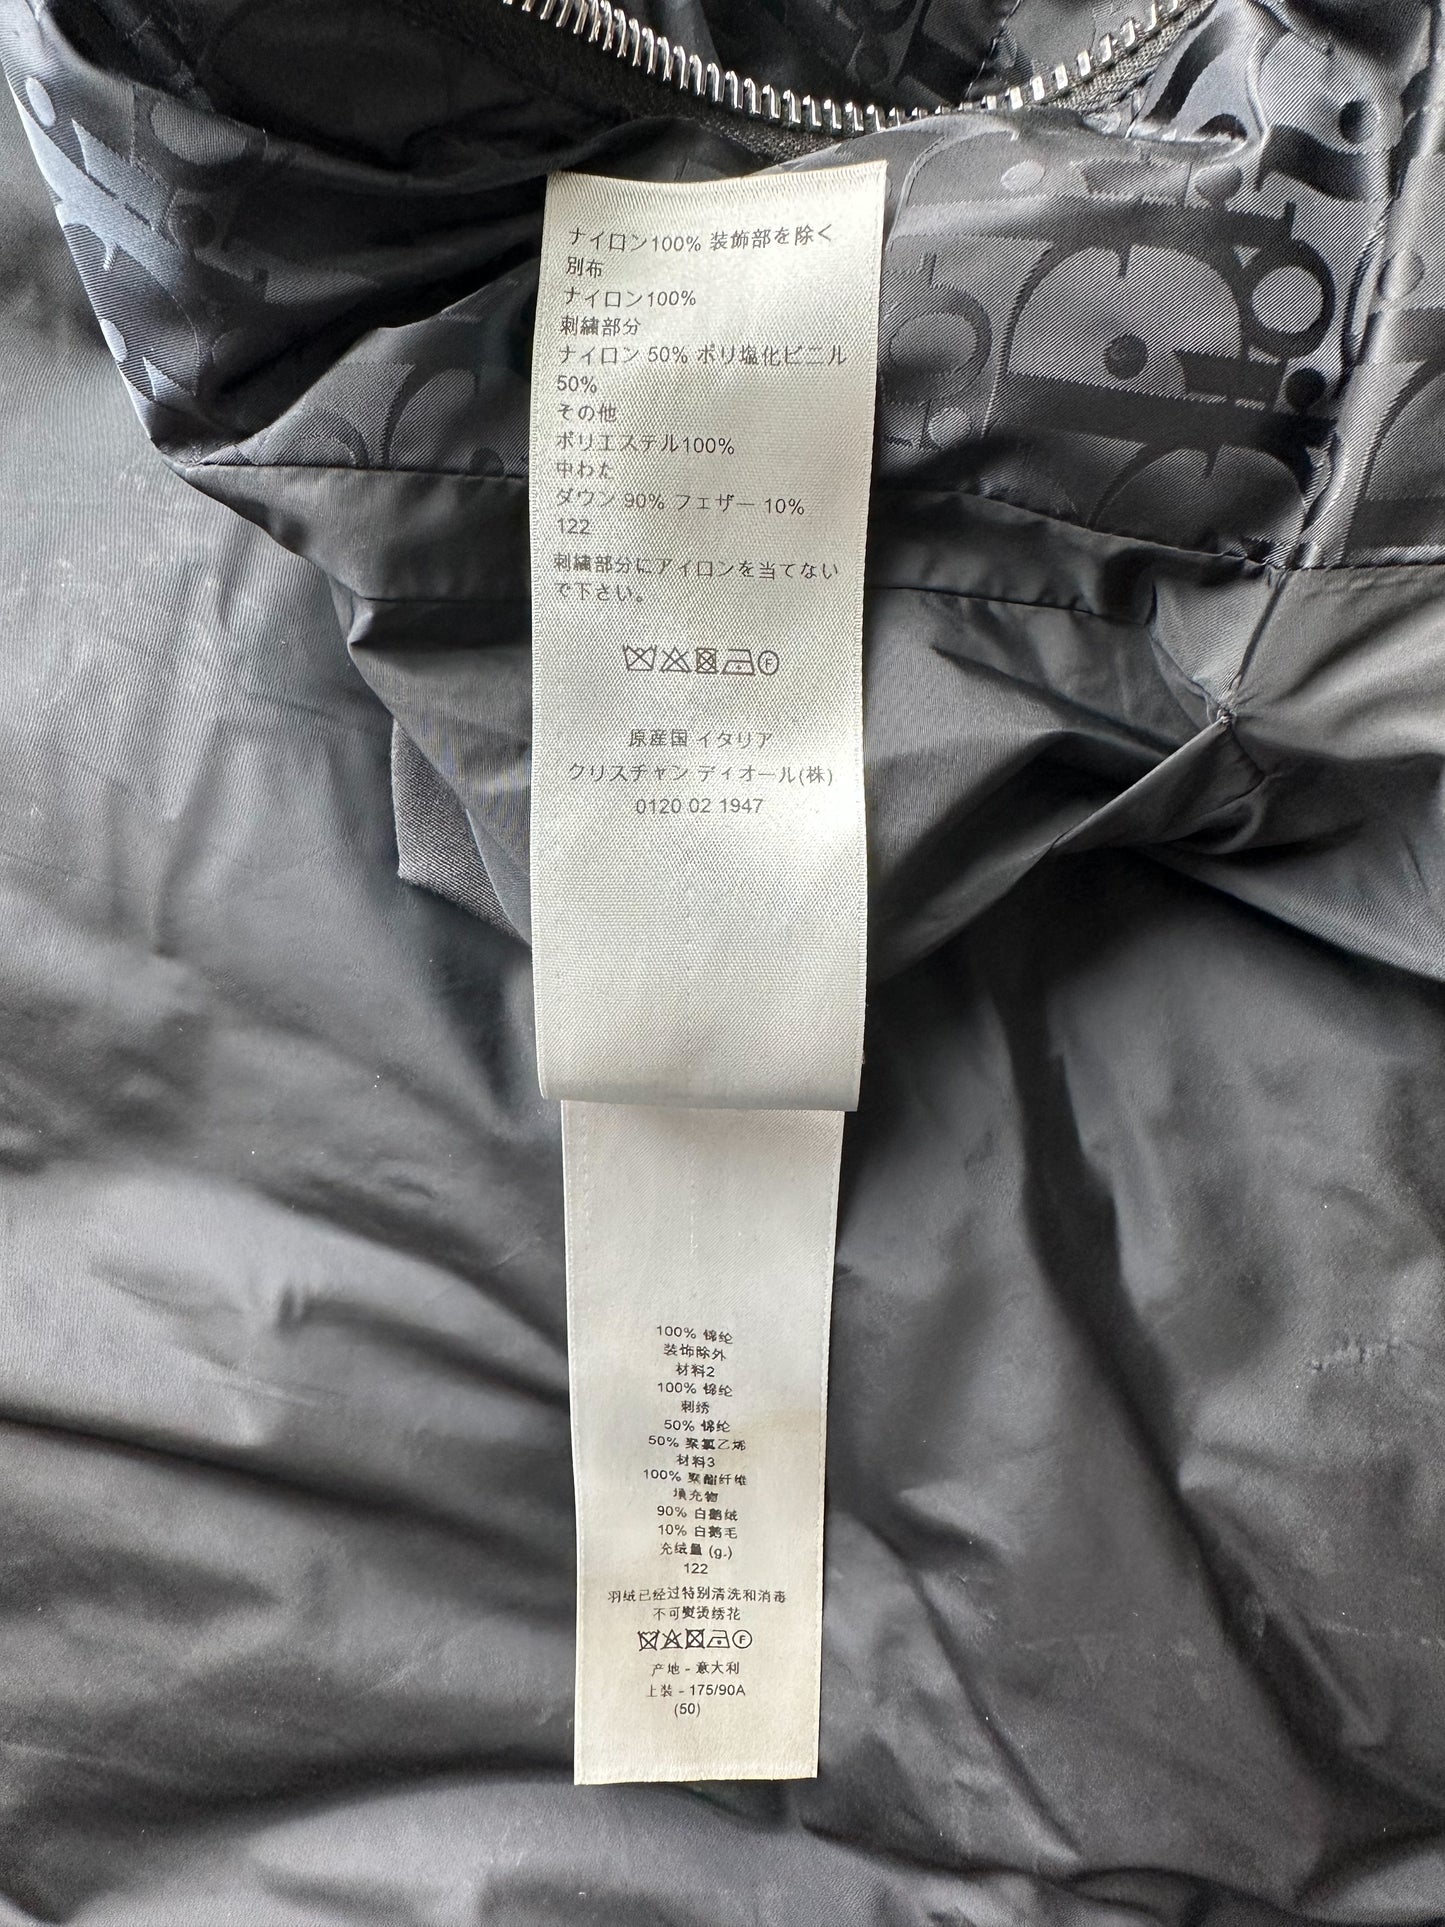 ナイロン100% 装飾部を除く
別布
ナイロン100%
刺繍部分
ナイロン 50% ポリ塩化ビニル
50%
その他
ポリエステル100%
中わた
ダウン 90% フェザー 10%
122
刺繍部分にアイロンを当てない
で下さい。
F
原産国 イタリア
クリスチャン ディオール(株)
0120 02 1947
100% 锦纶
装饰除外
材料2
100% 锦纶
刺绣
50% 锦纶
50% 聚氯乙烯
材料3
100% 聚酯纤维
填充物
90% 白鹅绒
10% 白鹅毛
充绒量 (g.)
122
羽绒已经过特别清洗和消毒
不可熨烫绣花
F
产地 - 意大利
上装 - 175/90A
(50)